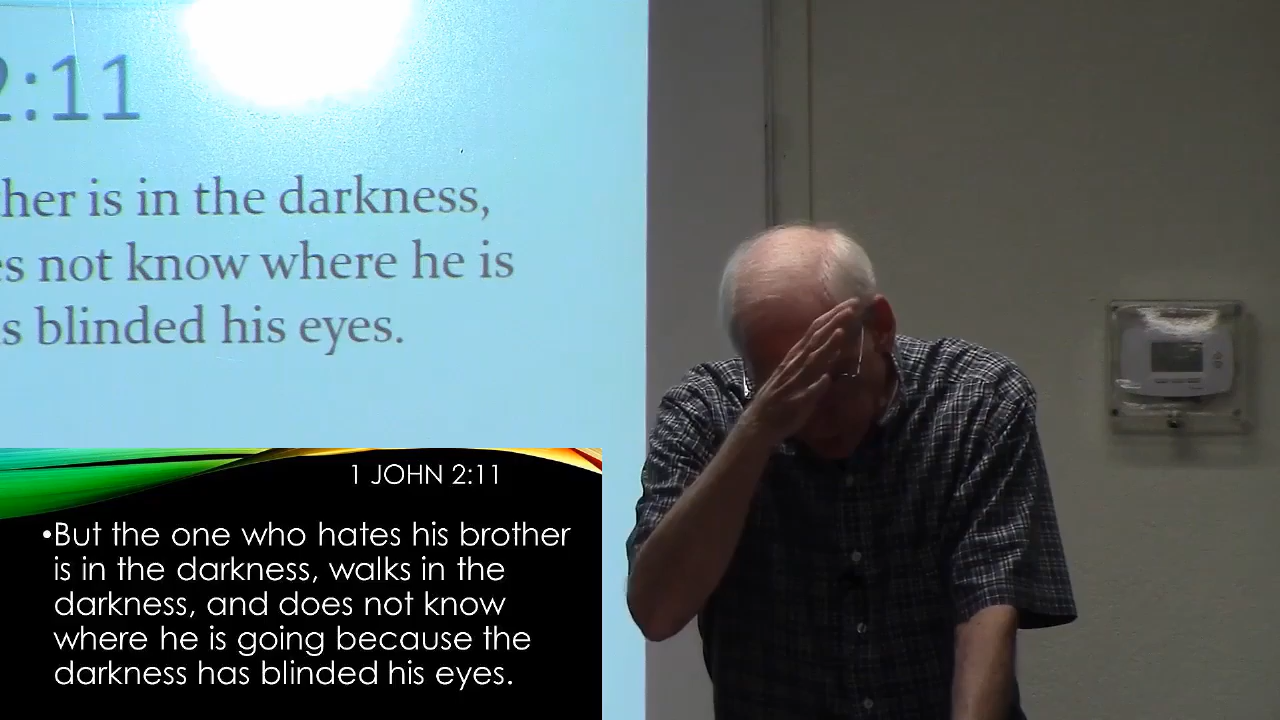 2:11
her is in the darkness,
es not know where he is
s blinded his eyes.
1 JOHN 2:11
•But the one who hates his brother
is in the darkness, walks in the
darkness, and does not know
where he is going because the
darkness has blinded his eyes.